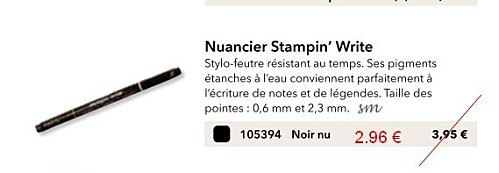 Nuancier Stampin' Write
Stylo-feutre résistant au temps. Ses pigments
étanches à l'eau conviennent parfaitement à
l'écriture de notes et de légendes. Taille des
pointes : 0,6 mm et 2,3 mm. sm
105394 Noir nu 2.96 € 3,95 €